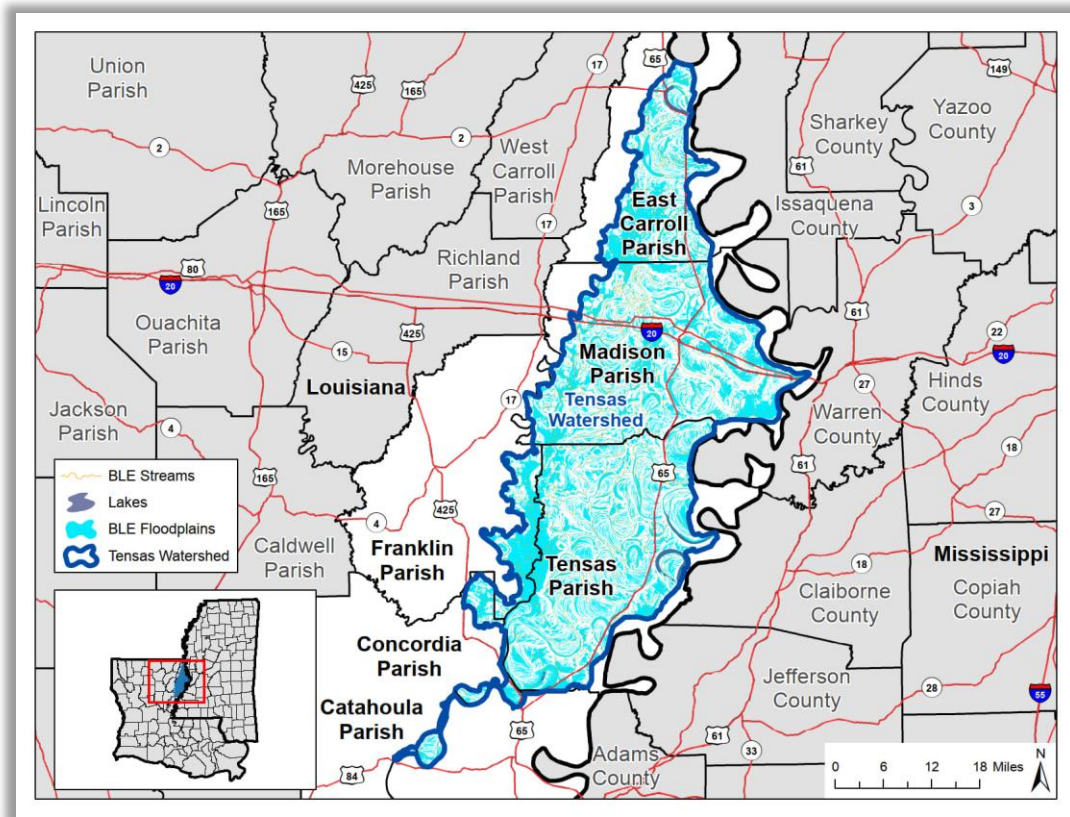 Union
Parish
425
165
17
65
149
Yazoo
County
Sharkey
County
61
2
2
Morehouse
Parish
West
Carroll
Parish
Lincoln
Parish
165
17
East
Carroll
Parish
Issaquena
County
3
Richland
Parish
80
20
Ouachita
Parish
15
425
Louisiana
20
Madison
Parish
Tensas
Watershed
61
22
20
27
Hinds
County
Warren
County
Jackson
Parish
4
17
61
18
BLE Streams
Lakes
BLE Floodplains
Tensas Watershed
165
4
425
65
27
Caldwell
Parish
Franklin
Parish
Tensas
Parish
18
Mississippi
Claiborne
County
Copiah
County
Concordia
Parish
Jefferson
County
28
55
Catahoula
Parish
65
84
Adams
County
61
33
0 6 12 18 Miles
N